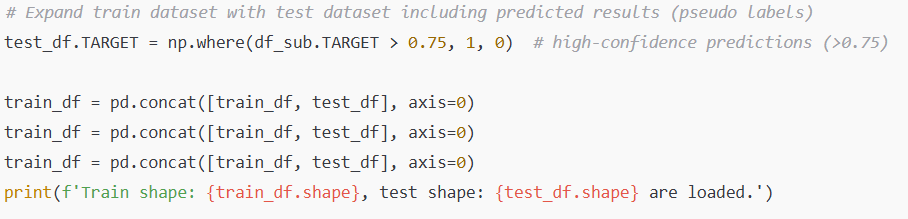 # Expand train dataset with test dataset including predicted results (pseudo labels)
test_df.TARGET = np.where(df_sub.TARGET > 0.75, 1, 0)  # high-confidence predictions (>0.75)
train_df = pd.concat([train_df, test_df], axis=0)
train_df = pd.concat([train_df, test_df], axis=0)
train_df = pd.concat([train_df, test_df], axis=0)
print(f'Train shape: {train_df.shape}, test shape: {test_df.shape} are loaded.')